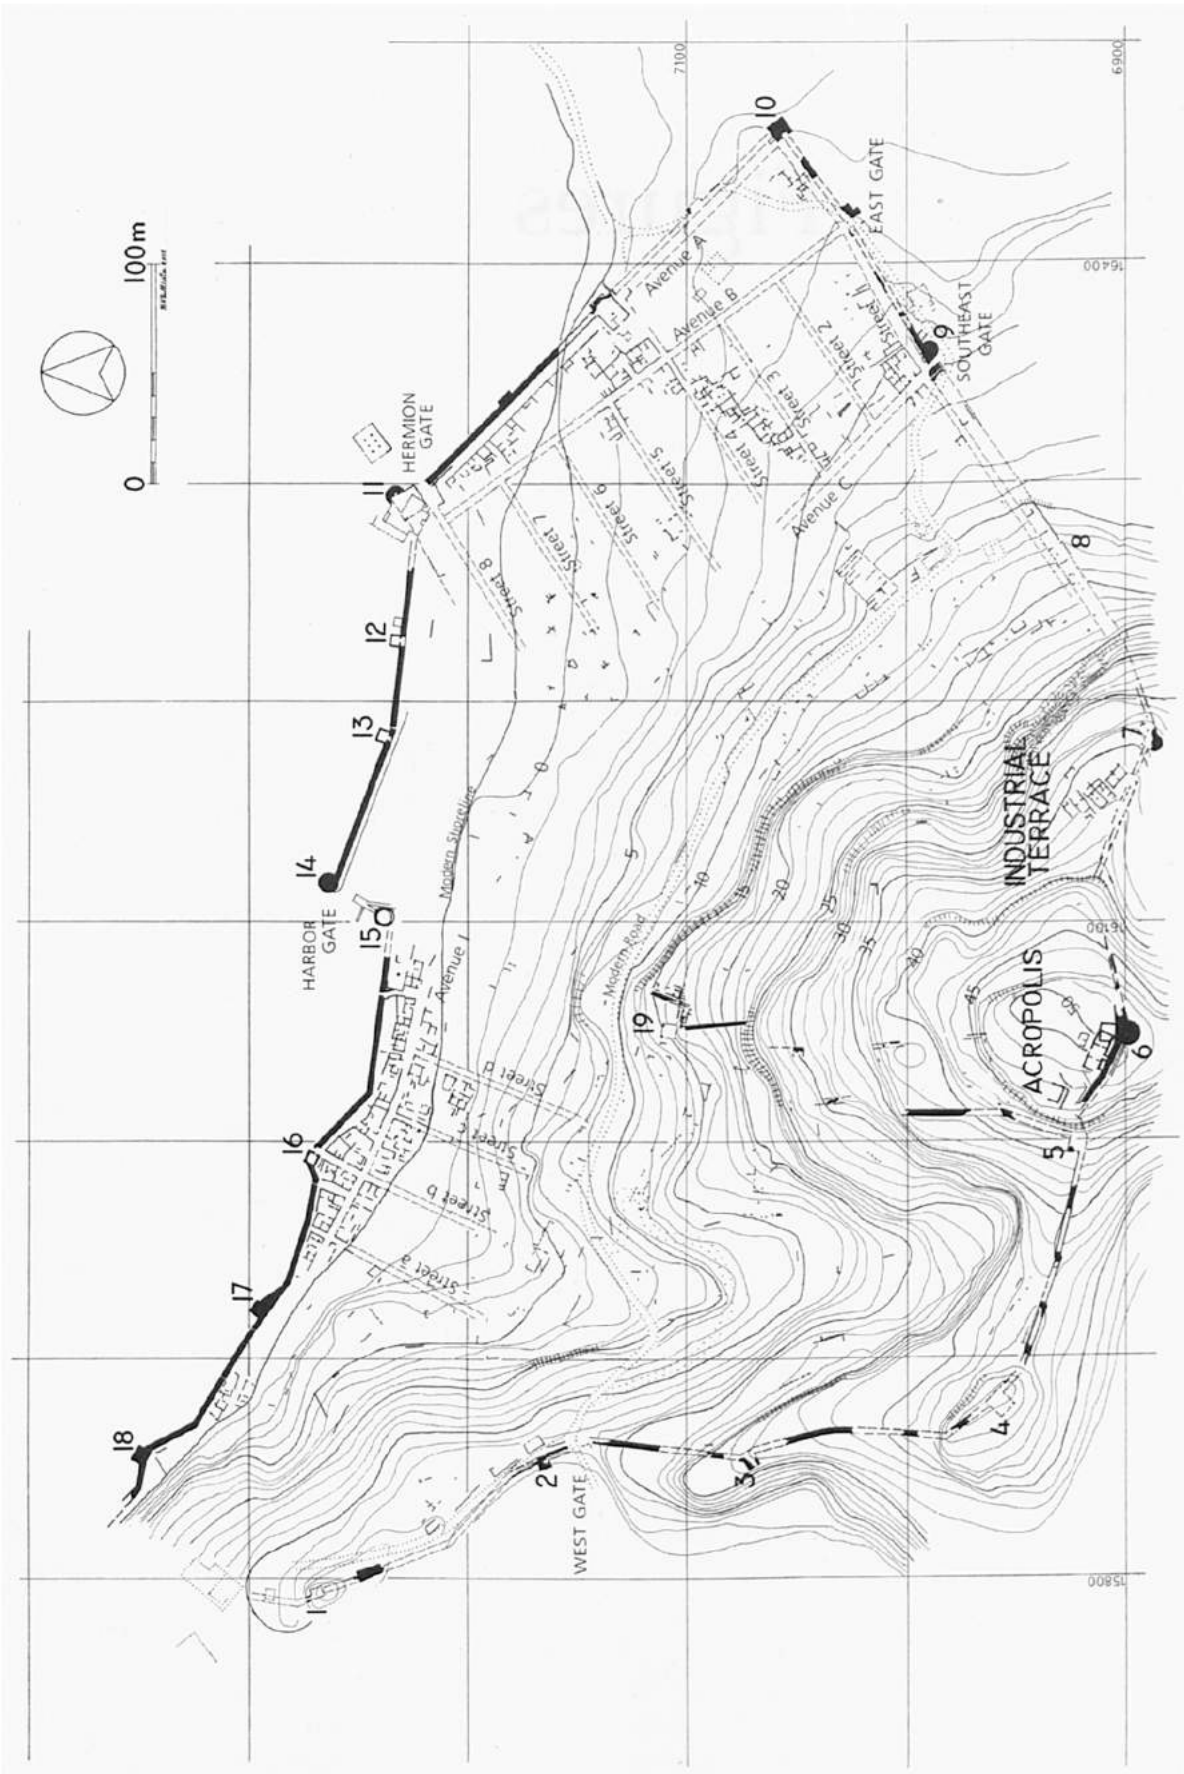 0
100m
18
17
16
HARBOR
GATE
14
15
13
12
11
HERMION
GATE
10
EAST GATE
SOUTHEAST
GATE
9
8
7
INDUSTRIAL
TERRACE
ACROPOLIS
6
5
4
3
2
WEST GATE
1
19
Modern Shoreline
Modern Road
Avenue I
Avenue A
Avenue B
Avenue C
Street a
Street b
Street c
Street d
Street h
Street 2
Street 3
Street 4
Street 5
Street 6
Street 7
Street 8
0
5
10
15
20
25
30
35
40
45
50
7100
6900
16400
16100
15800